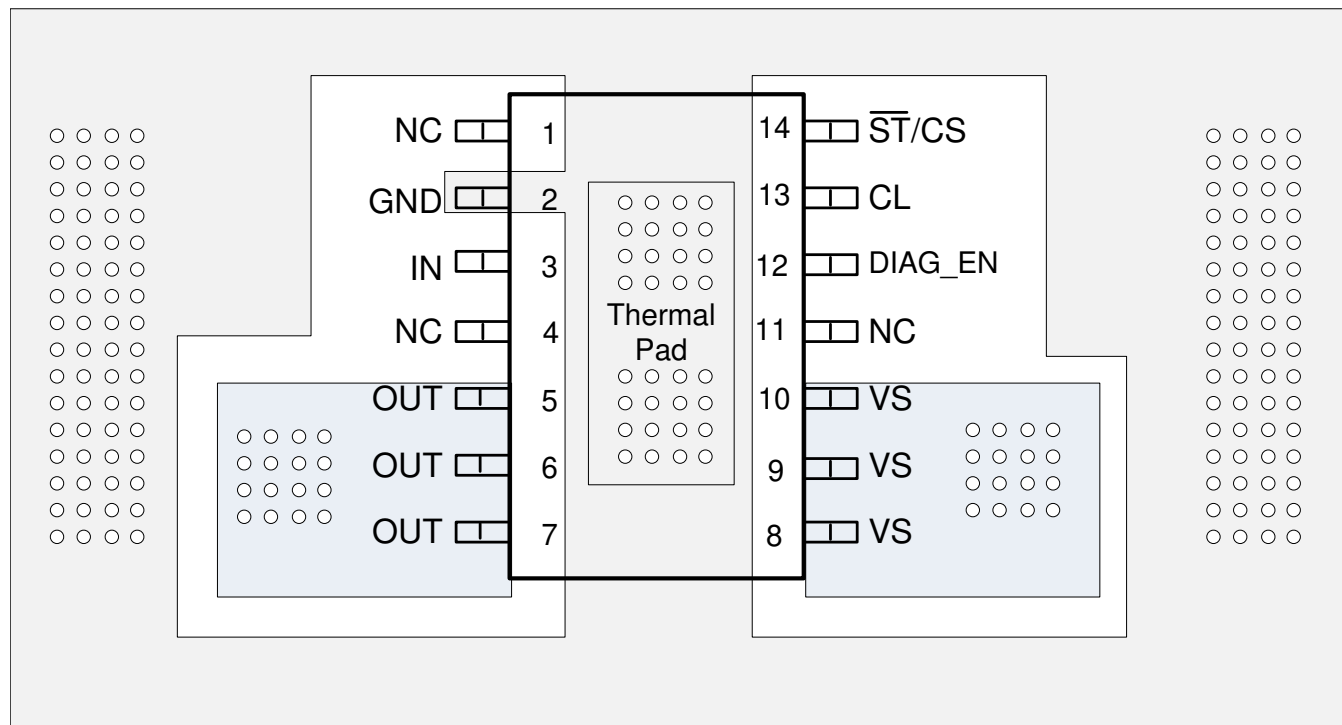 NC 1 14 S̅T̅/CS
GND 2 13 CL
IN 3 12 DIAG_EN
Thermal
NC 4 11 NC
Pad
OUT 5 10 VS
OUT 6 9 VS
OUT 7 8 VS